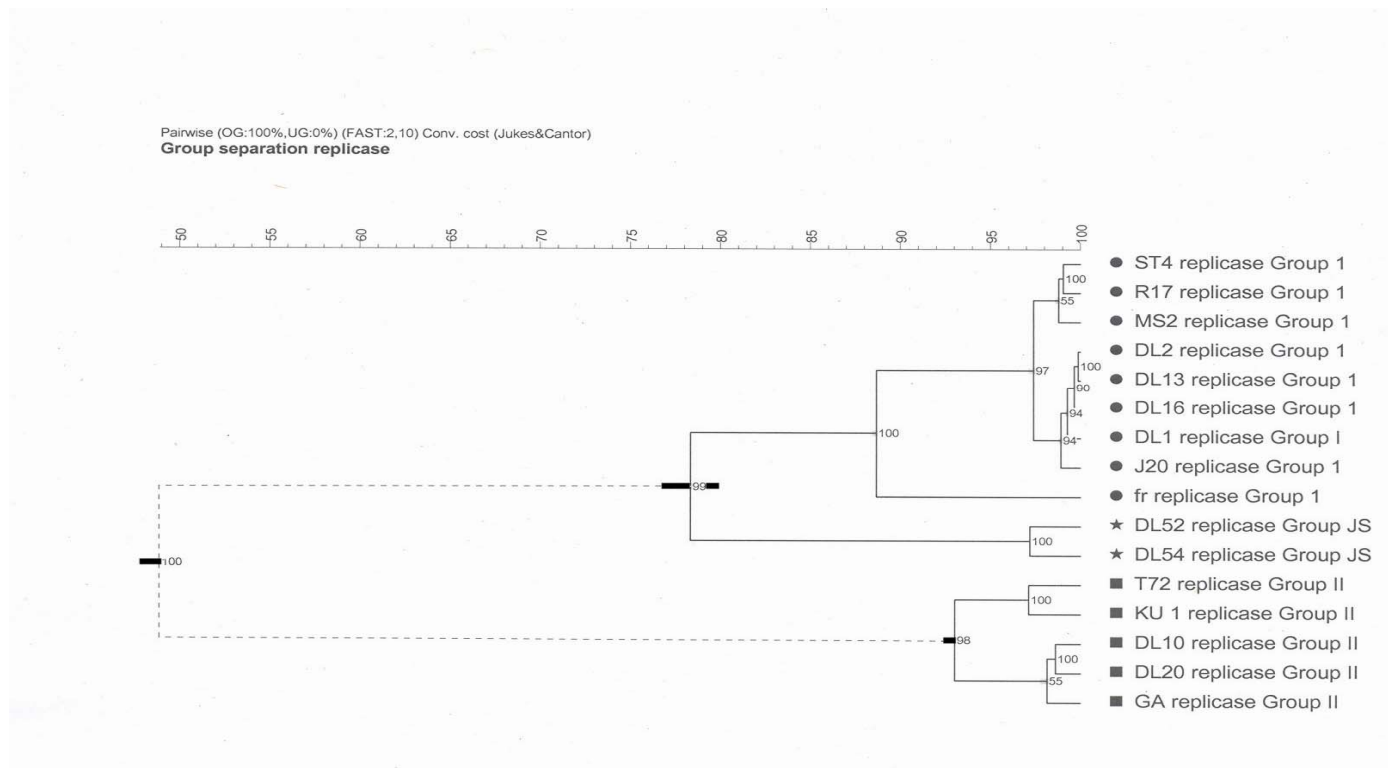 Pairwise (OG:100%,UG:0%) (FAST:2,10) Conv. cost (Jukes&Cantor)
Group separation replicase
50 55 60 65 70 75 80 85 90 95 100
ST4 replicase Group 1
100
R17 replicase Group 1
55
MS2 replicase Group 1
DL2 replicase Group 1
100
97
DL13 replicase Group 1
90
DL16 replicase Group 1
94
100
DL1 replicase Group I
94
J20 replicase Group 1
99
fr replicase Group 1
DL52 replicase Group JS
100
DL54 replicase Group JS
100
T72 replicase Group II
100
KU 1 replicase Group II
98
DL10 replicase Group II
100
DL20 replicase Group II
55
GA replicase Group II